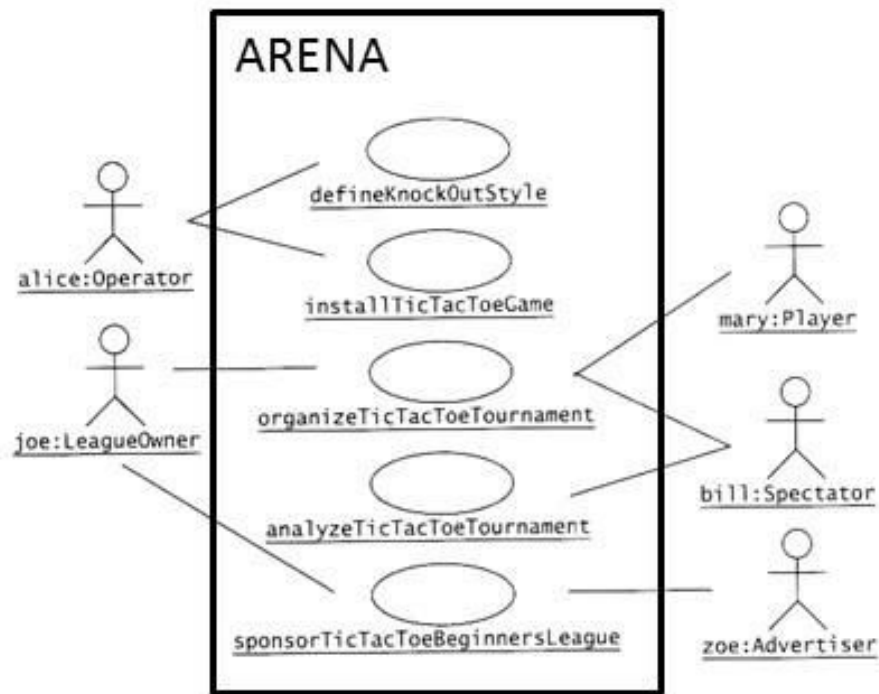 ARENA
defineKnockOutStyle
alice:Operator
installTicTacToeGame
mary:Player
organizeTicTacToeTournament
joe:LeagueOwner
bill:Spectator
analyzeTicTacToeTournament
sponsorTicTacToeBeginnersLeague
zoe:Advertiser